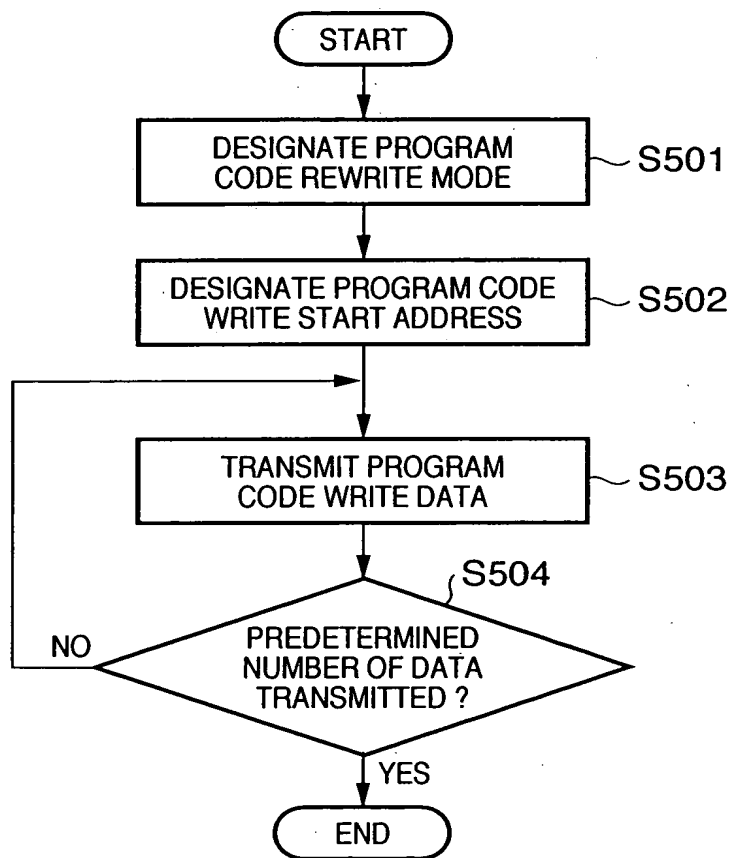 START
DESIGNATE PROGRAM
CODE REWRITE MODE
S501
DESIGNATE PROGRAM CODE
WRITE START ADDRESS
S502
TRANSMIT PROGRAM
CODE WRITE DATA
S503
S504
PREDETERMINED
NUMBER OF DATA
TRANSMITTED ?
NO
YES
END